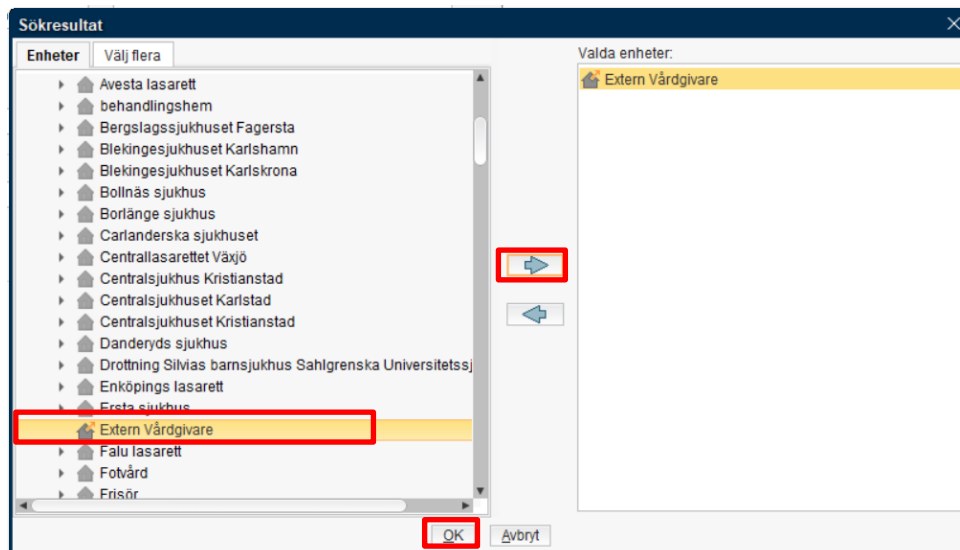 Sökresultat
Enheter
Välj flera
Avesta lasarett
behandlingshem
Bergslagssjukhuset Fagersta
Blekingesjukhuset Karlshamn
Blekingesjukhuset Karlskrona
Bollnäs sjukhus
Borlänge sjukhus
Carlanderska sjukhuset
Centrallasarettet Växjö
Centralsjukhus Kristianstad
Centralsjukhuset Karlstad
Centralsjukhuset Kristianstad
Danderyds sjukhus
Drottning Silvias barnsjukhus Sahlgrenska Universitetssj
Enköpings lasarett
Ersta sjukhus
Extern Vårdgivare
Falu lasarett
Fotvård
Frisör
Valda enheter:
Extern Vårdgivare
OK
Avbryt